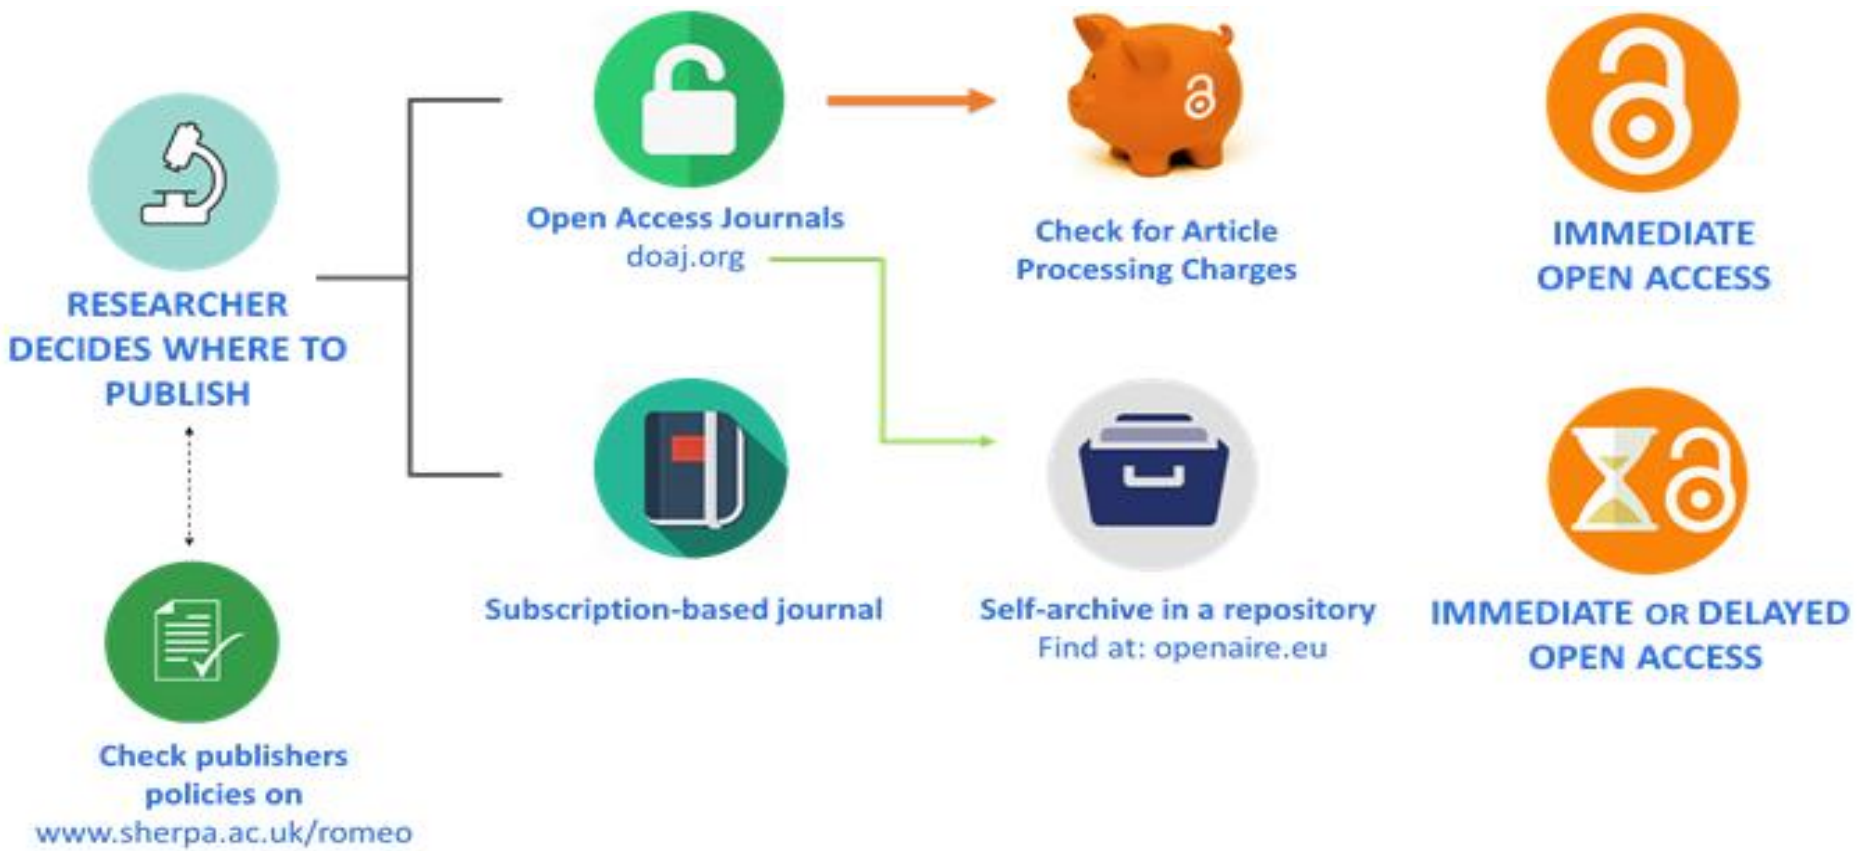 RESEARCHER
DECIDES WHERE TO
PUBLISH
Check publishers
policies on
www.sherpa.ac.uk/romeo
Open Access Journals
doaj.org
Check for Article
Processing Charges
IMMEDIATE
OPEN ACCESS
Subscription-based journal
Self-archive in a repository
Find at: openaire.eu
IMMEDIATE OR DELAYED
OPEN ACCESS